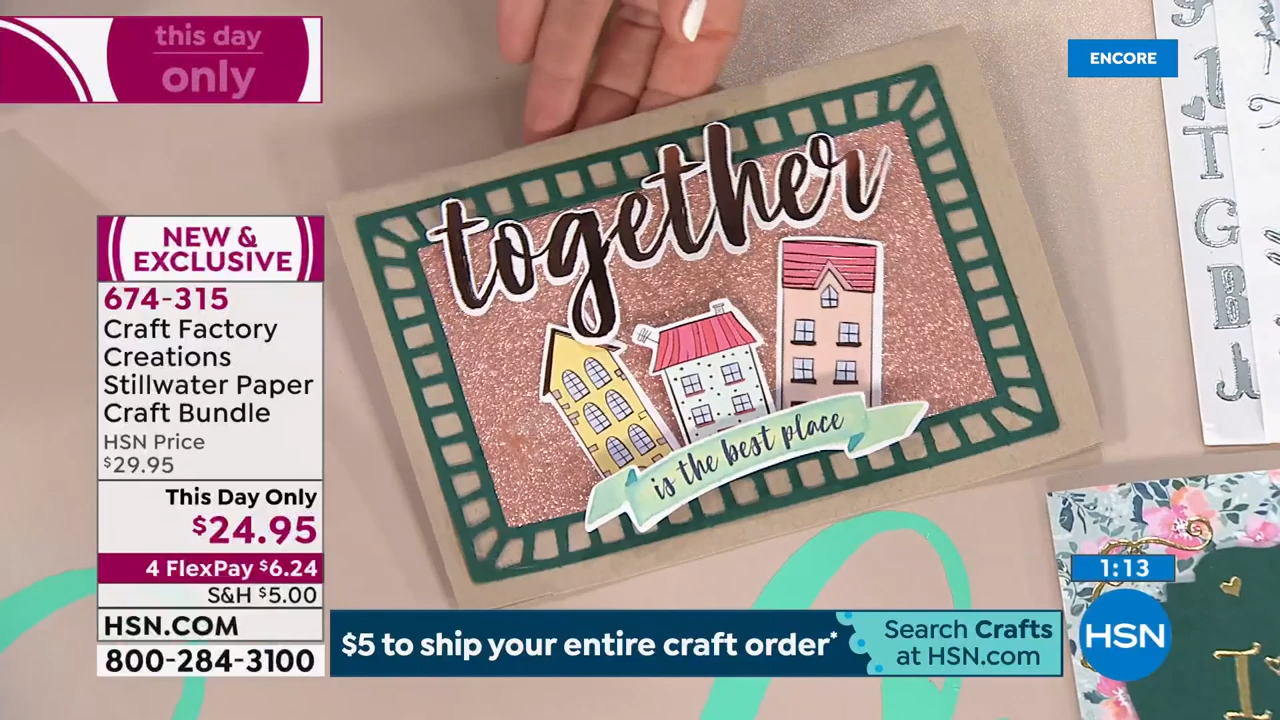 this day
only
ENCORE
NEW &
EXCLUSIVE
674-315
Craft Factory
Creations
Stillwater Paper
Craft Bundle
HSN Price
$29.95
This Day Only
$24.95
4 FlexPay $6.24
S&H $5.00
HSN.COM
800-284-3100
together
is the best place
T
G
B
1:13
HSN
$5 to ship your entire craft order*
Search Crafts
at HSN.com